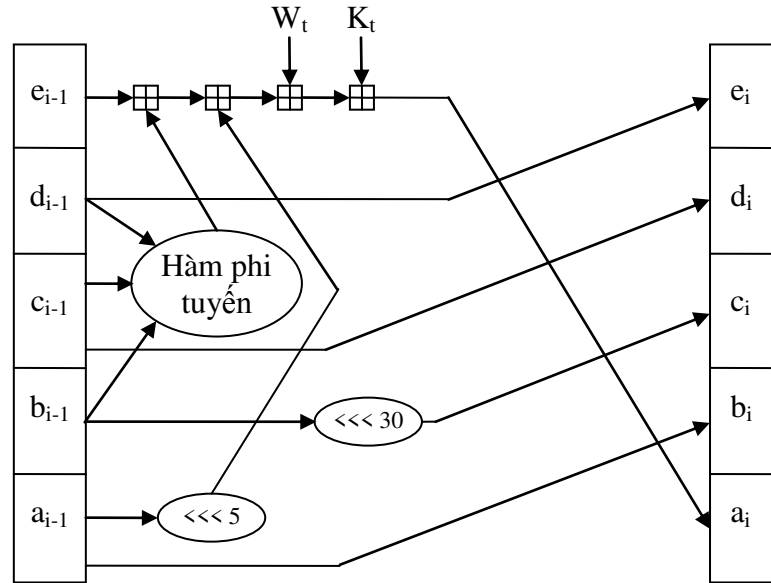 W_t K_t
e_{i-1} e_i
d_{i-1} d_i
Hàm phi
tuyến
c_{i-1} c_i
b_{i-1} <<< 30 b_i
a_{i-1} <<< 5 a_i